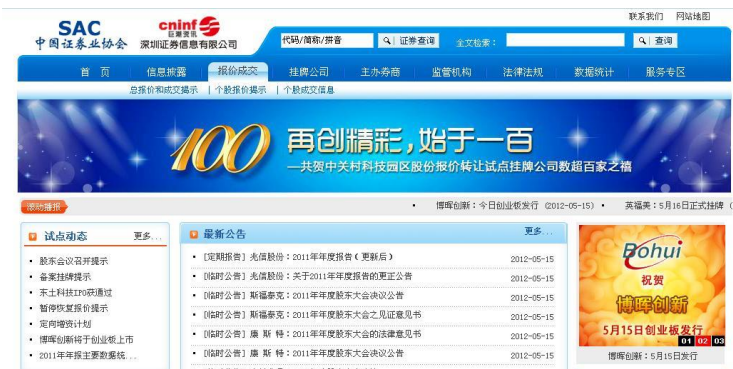 联系我们 网站地图
SAC
中国证券业协会
cninf
巨潮资讯
深圳证券信息有限公司
代码/简称/拼音 证券查询 全文检索: 查询
首 页 信息披露 报价成交 挂牌公司 主办券商 监管机构 法律法规 数据统计 服务专区
总报价和成交揭示 | 个股报价揭示 | 个股成交信息
100 再创精彩,始于一百
—共贺中关村科技园区股份报价转让试点挂牌公司数超百家之禧
滚动播报 • 博晖创新:今日创业板发行 (2012-05-15) • 英福美:5月16日正式挂牌 (
试点动态 更多...
• 股东会议召开提示
• 备案挂牌提示
• 东土科技IPO获通过
• 暂停恢复报价提示
• 定向增资计划
• 博晖创新将于创业板上市
• 2011年年报主要数据统...
最新公告 更多...
• [定期报告] 兆信股份:2011年年度报告(更新后) 2012-05-15
• [临时公告] 兆信股份:关于2011年年度报告的更正公告 2012-05-15
• [临时公告] 斯福泰克:2011年年度股东大会决议公告 2012-05-15
• [临时公告] 斯福泰克:2011年年度股东大会之见证意见书 2012-05-15
• [临时公告] 康 斯 特:2011年年度股东大会的法律意见书 2012-05-15
• [临时公告] 康 斯 特:2011年年度股东大会决议公告 2012-05-15
Bohui
祝贺
博晖创新
5月15日创业板发行
01 02 03
博晖创新:5月15日发行